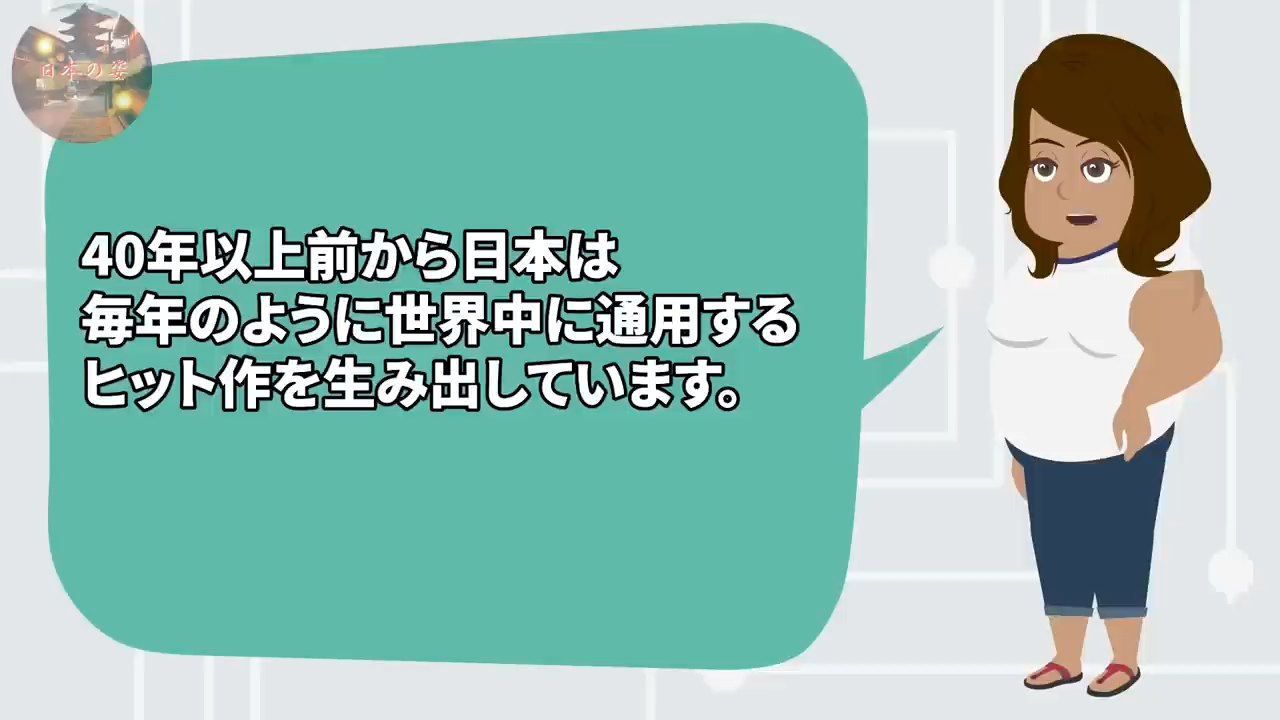 日本の姿
40年以上前から日本は
毎年のように世界中に通用する
ヒット作を生み出しています。